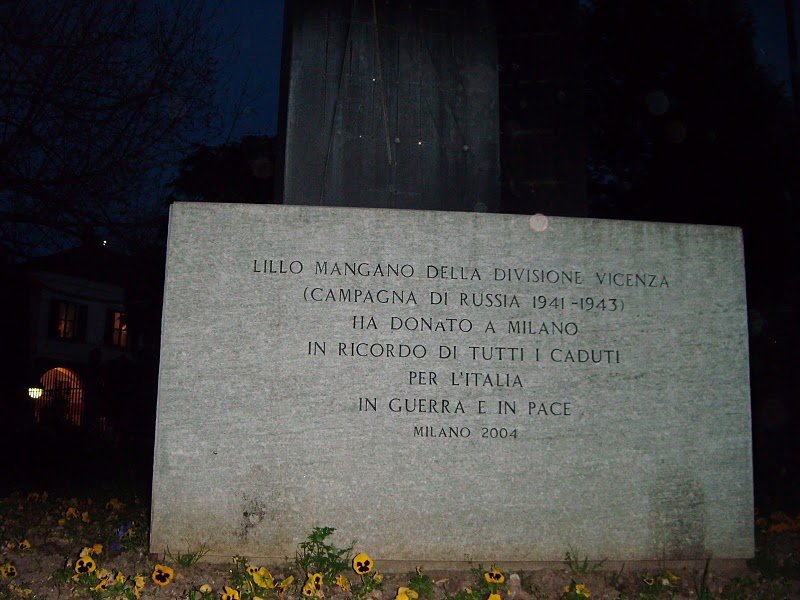 LILLO MANGANO DELLA DIVISIONE VICENZA
(CAMPAGNA DI RUSSIA 1941-1943)
HA DONATO A MILANO
IN RICORDO DI TUTTI I CADUTI
PER L'ITALIA
IN GUERRA E IN PACE
MILANO 2004